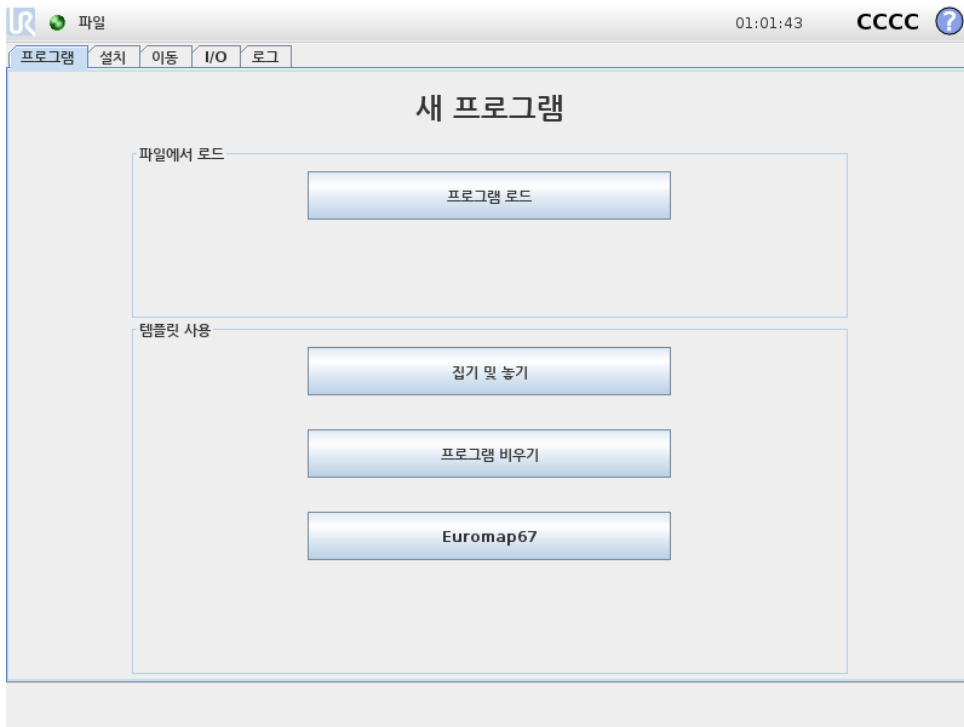 UR 파일 01:01:43 CCCC ?
프로그램 설치 이동 I/O 로그
새 프로그램
파일에서 로드
프로그램 로드
템플릿 사용
집기 및 놓기
프로그램 비우기
Euromap67